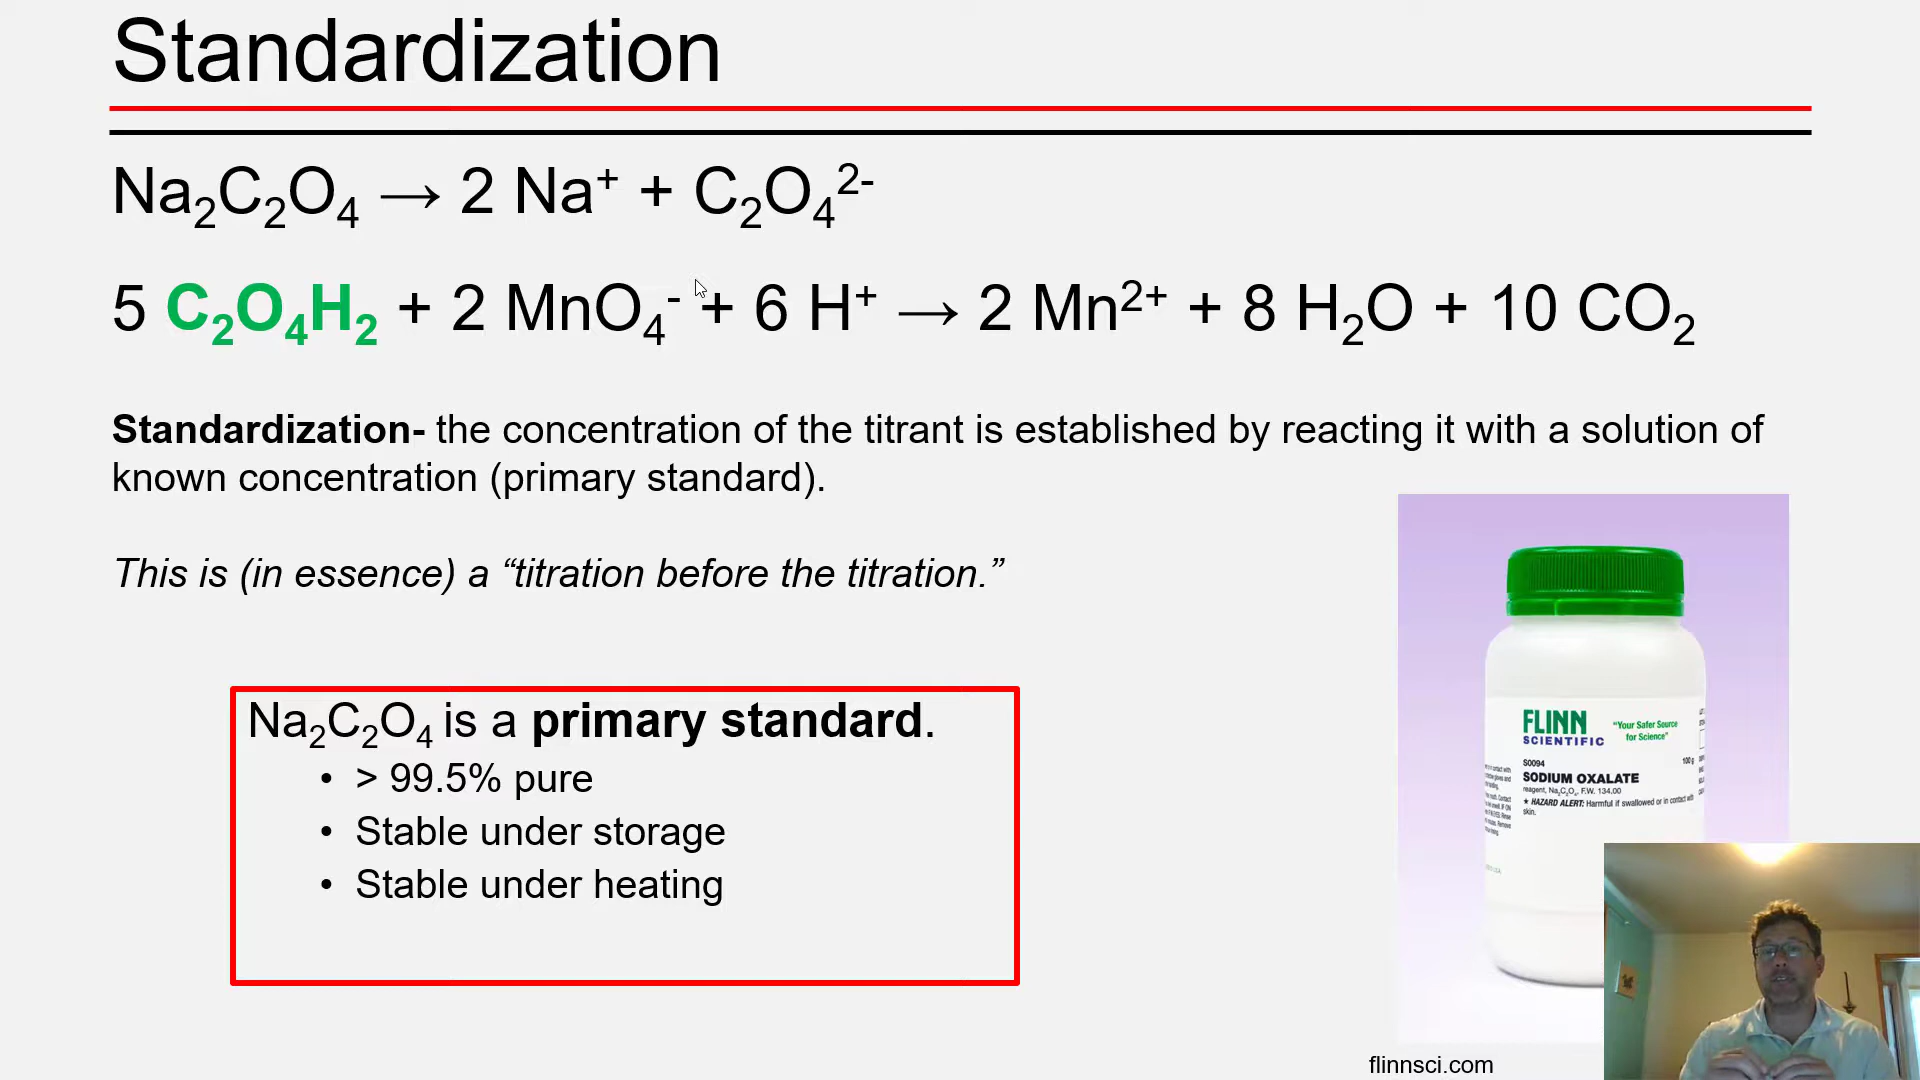 Standardization
Na₂C₂O₄ → 2 Na⁺ + C₂O₄²⁻
5 C₂O₄H₂ + 2 MnO₄⁻ + 6 H⁺ → 2 Mn²⁺ + 8 H₂O + 10 CO₂
Standardization- the concentration of the titrant is established by reacting it with a solution of
known concentration (primary standard).
This is (in essence) a “titration before the titration.”
Na₂C₂O₄ is a primary standard.
• > 99.5% pure
• Stable under storage
• Stable under heating
FLINN
SCIENTIFIC
“Your Safer Source
for Science”
S0094
100 g
SODIUM OXALATE
reagent, Na₂C₂O₄, F.W. 134.00
★ HAZARD ALERT: Harmful if swallowed or in contact with
skin.
flinnsci.com